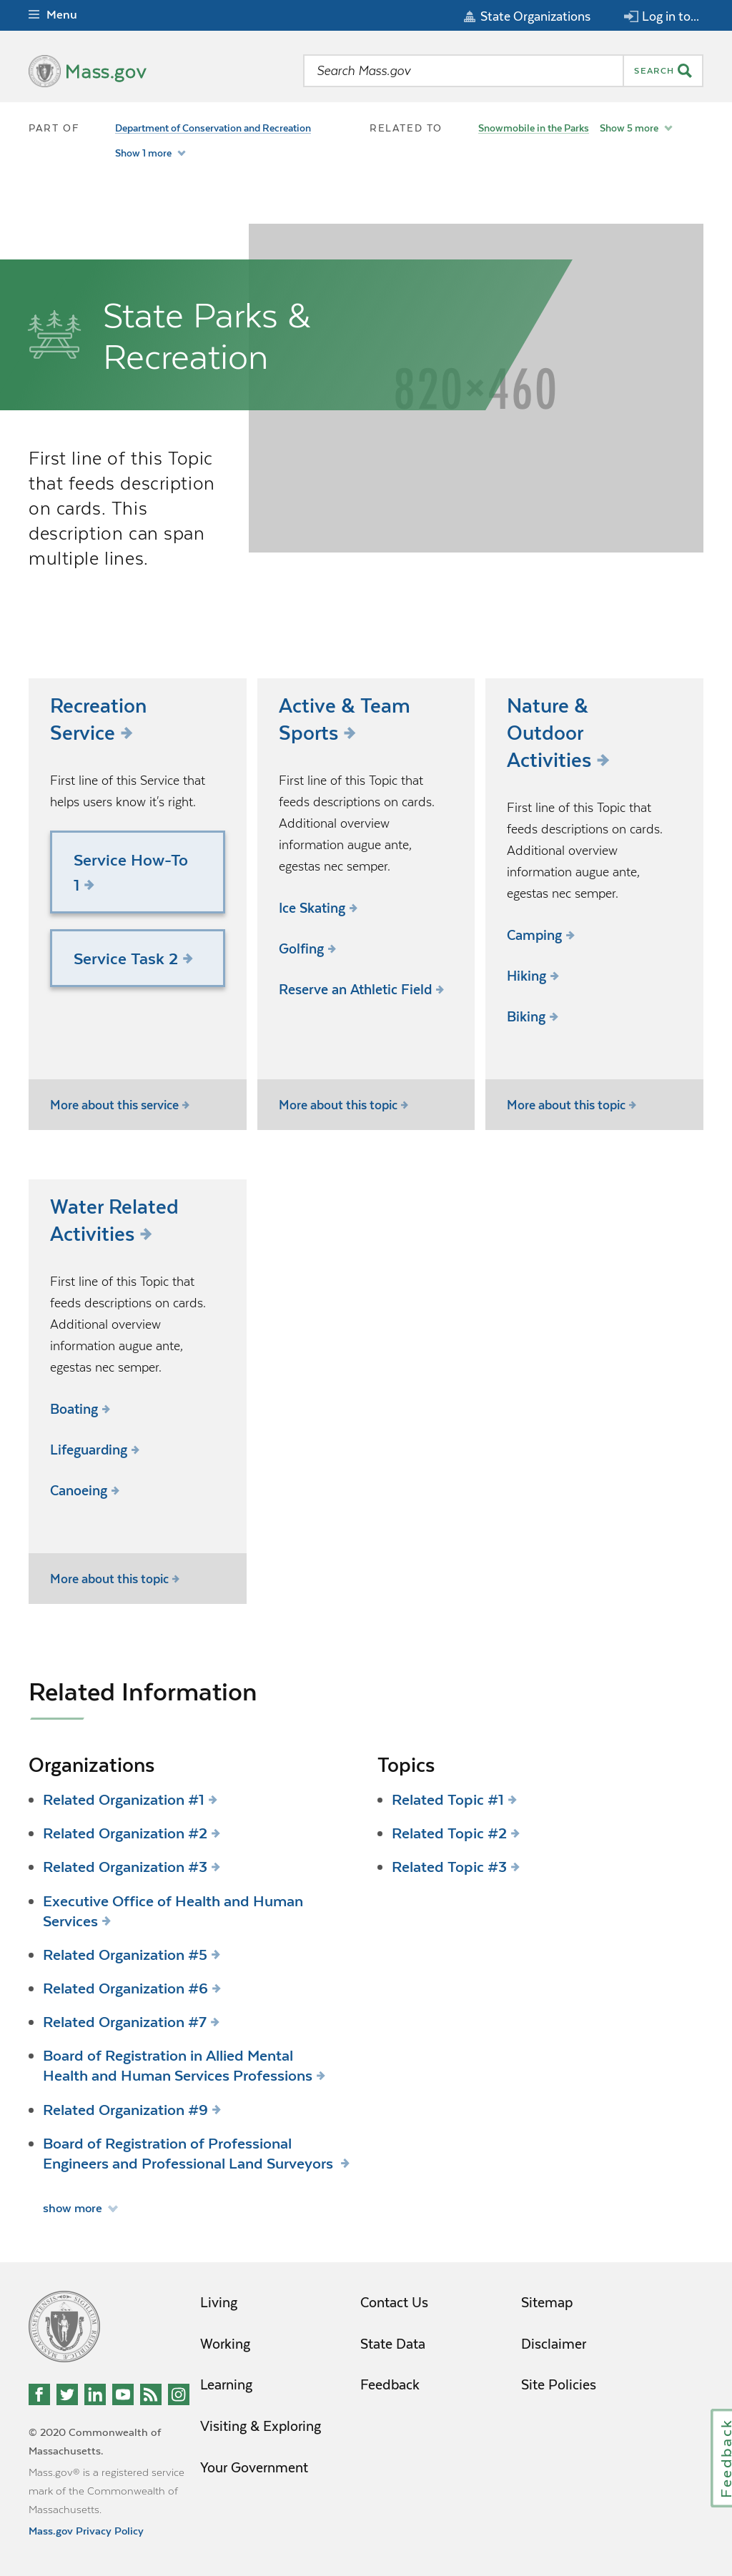 Menu
State Organizations
Log in to...
Mass.gov
Search Mass.gov
SEARCH
PART OF
Department of Conservation and Recreation
Show 1 more
RELATED TO
Snowmobile in the Parks
Show 5 more
State Parks &
Recreation
820×460
First line of this Topic
that feeds description
on cards. This
description can span
multiple lines.
Recreation
Service
First line of this Service that
helps users know it's right.
Service How-To
1
Service Task 2
More about this service
Active & Team
Sports
First line of this Topic that
feeds descriptions on cards.
Additional overview
information augue ante,
egestas nec semper.
Ice Skating
Golfing
Reserve an Athletic Field
More about this topic
Nature &
Outdoor
Activities
First line of this Topic that
feeds descriptions on cards.
Additional overview
information augue ante,
egestas nec semper.
Camping
Hiking
Biking
More about this topic
Water Related
Activities
First line of this Topic that
feeds descriptions on cards.
Additional overview
information augue ante,
egestas nec semper.
Boating
Lifeguarding
Canoeing
More about this topic
Related Information
Organizations
Related Organization #1
Related Organization #2
Related Organization #3
Executive Office of Health and Human
Services
Related Organization #5
Related Organization #6
Related Organization #7
Board of Registration in Allied Mental
Health and Human Services Professions
Related Organization #9
Board of Registration of Professional
Engineers and Professional Land Surveyors
show more
Topics
Related Topic #1
Related Topic #2
Related Topic #3
Living
Working
Learning
Visiting & Exploring
Your Government
Contact Us
State Data
Feedback
Sitemap
Disclaimer
Site Policies
© 2020 Commonwealth of
Massachusetts.
Mass.gov® is a registered service
mark of the Commonwealth of
Massachusetts.
Mass.gov Privacy Policy
Feedback